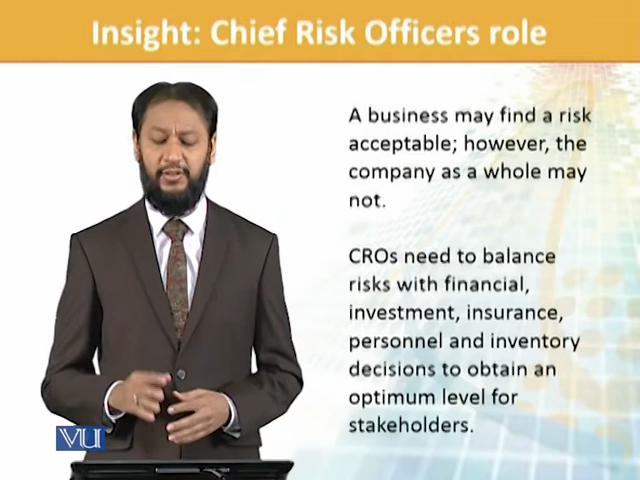 Insight: Chief Risk Officers role
A business may find a risk
acceptable; however, the
company as a whole may
not.
CROs need to balance
risks with financial,
investment, insurance,
personnel and inventory
decisions to obtain an
optimum level for
stakeholders.
VU